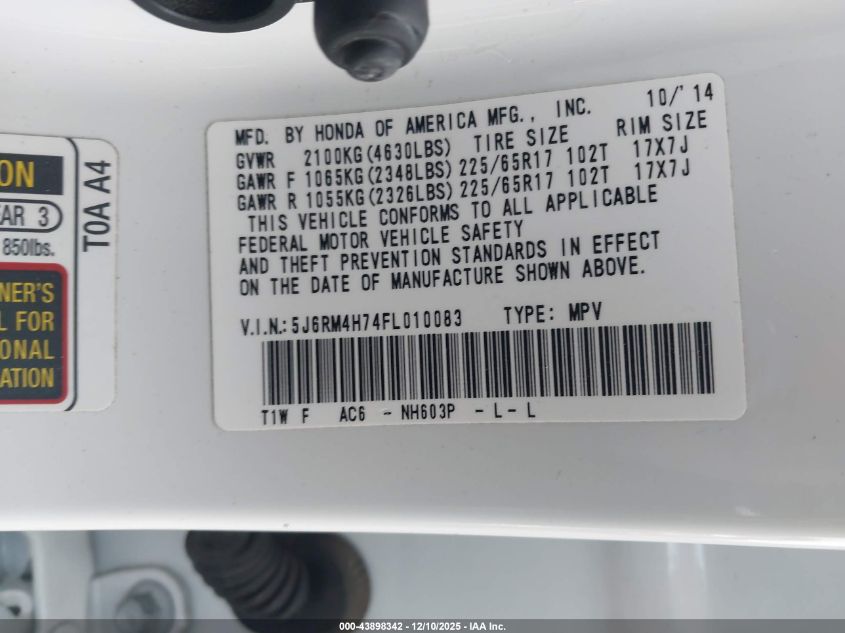 MFD. BY HONDA OF AMERICA MFG., INC. 10/'14
GVWR 2100KG(4630LBS) TIRE SIZE RIM SIZE
GAWR F 1065KG(2348LBS) 225/65R17 102T 17X7J
GAWR R 1055KG(2326LBS) 225/65R17 102T 17X7J
THIS VEHICLE CONFORMS TO ALL APPLICABLE
FEDERAL MOTOR VEHICLE SAFETY
AND THEFT PREVENTION STANDARDS IN EFFECT
ON THE DATE OF MANUFACTURE SHOWN ABOVE.
V.I.N.: 5J6RM4H74FL010083 TYPE: MPV
T1W F AC6 - NH603P - L - L
ON
AR 3
850lbs.
NER'S
L FOR
ONAL
ATION
T0A A4
000-43898342 - 12/10/2025 - IAA Inc.